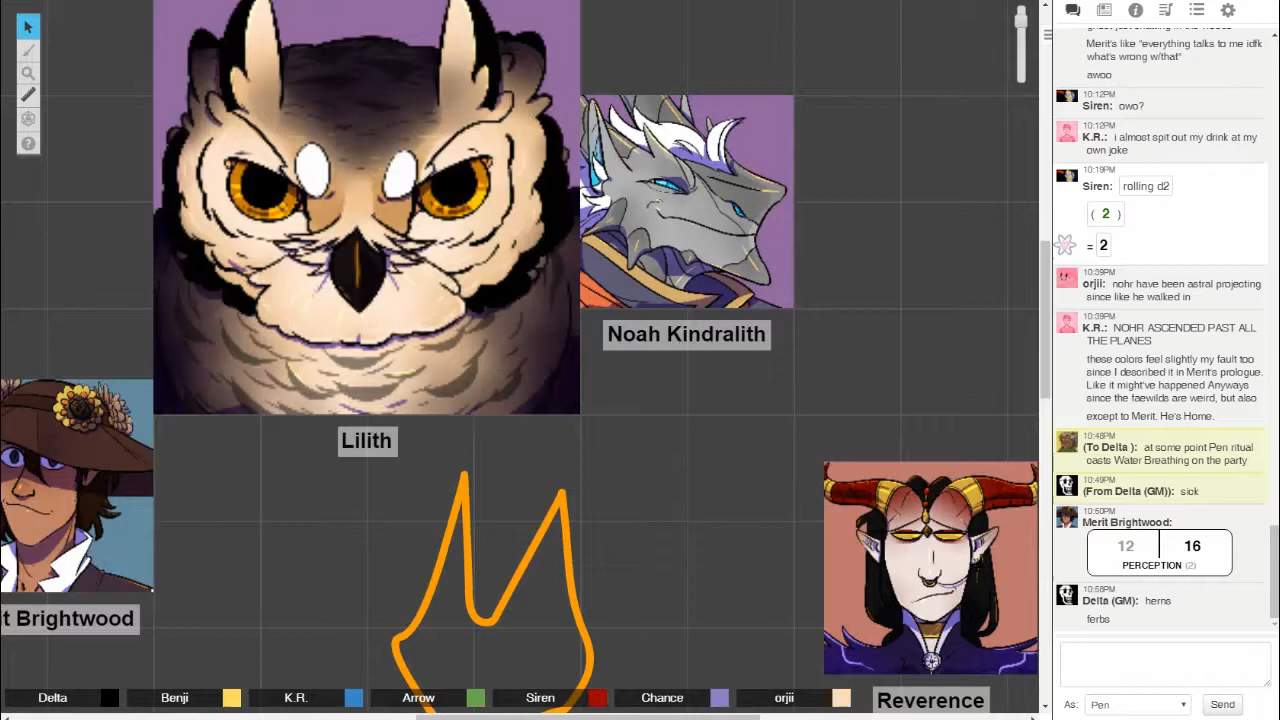 Noah Kindralith
Lilith
t Brightwood
Reverence
Delta
Benji
K.R.
Arrow
Siren
Chance
orjii
Merit's like "everything talks to me idfk
what's wrong w/that"
awoo
10:12PM
Siren: owo?
10:12PM
K.R.: i almost spit out my drink at my
own joke
10:19PM
Siren: rolling d2
( 2 )
= 2
10:39PM
orjii: nohr have been astral projecting
since like he walked in
10:39PM
K.R.: NOHR ASCENDED PAST ALL
THE PLANES
these colors feel slightly my fault too
since I described it in Merit's prologue.
Like it might've happened Anyways
since the faewilds are weird, but also
except to Merit. He's Home.
10:48PM
(To Delta ): at some point Pen ritual
casts Water Breathing on the party
10:49PM
(From Delta (GM)): sick
10:50PM
Merit Brightwood:
12 16
PERCEPTION (2)
10:58PM
Delta (GM): herns
ferbs
As: Pen Send